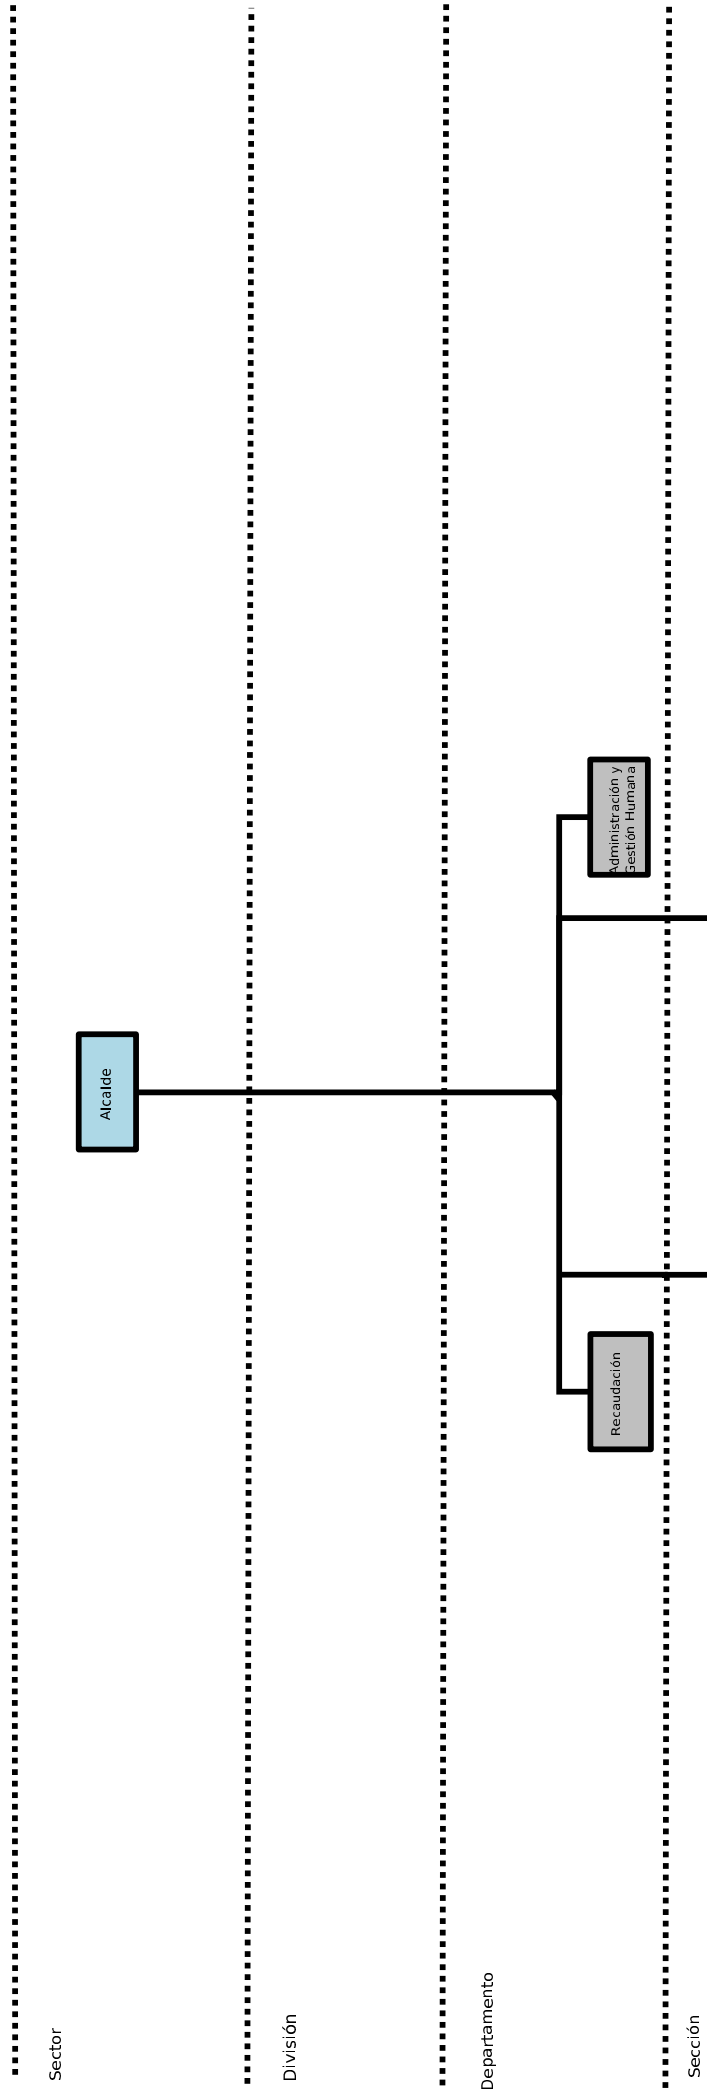 Sector
Alcalde
División
Departamento
Recaudación
Administración y
Gestión Humana
Sección